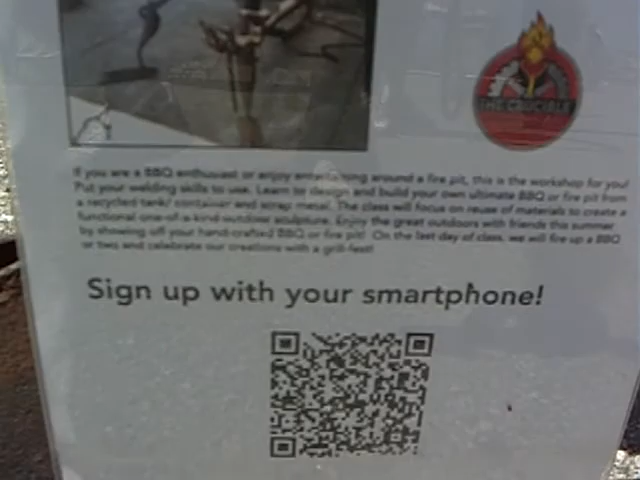 THE CRUCIBLE
If you are a BBQ enthusiast or enjoy entertaining around a fire pit, this is the workshop for you!
Put your welding skills to use. Learn to design and build your own ultimate BBQ or fire pit from
a recycled tank/ container and scrap metal. The class will focus on reuse of materials to create a
functional one-of-a-kind outdoor sculpture. Enjoy the great outdoors with friends this summer
by showing off your hand-crafted BBQ or fire pit! On the last day of class, we will fire up a BBQ
or two and celebrate our creations with a grill-fest!
Sign up with your smartphone!